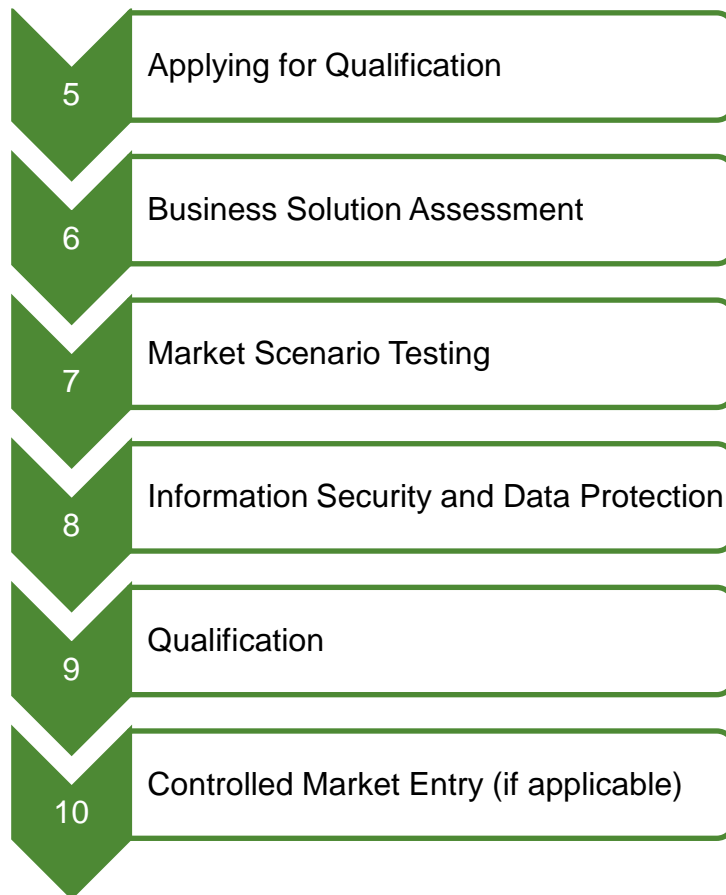 5
Applying for Qualification
6
Business Solution Assessment
7
Market Scenario Testing
8
Information Security and Data Protection
9
Qualification
10
Controlled Market Entry (if applicable)